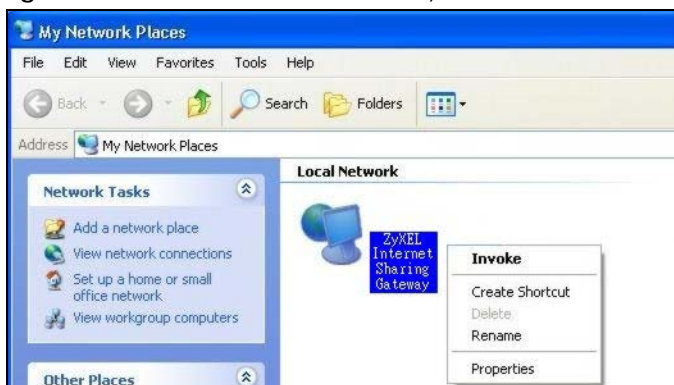 My Network Places
File Edit View Favorites Tools Help
Back Search Folders
Address My Network Places
Network Tasks
Add a network place
View network connections
Set up a home or small
office network
View workgroup computers
Other Places
Local Network
ZyXEL
Internet
Sharing
Gateway
Invoke
Create Shortcut
Delete
Rename
Properties